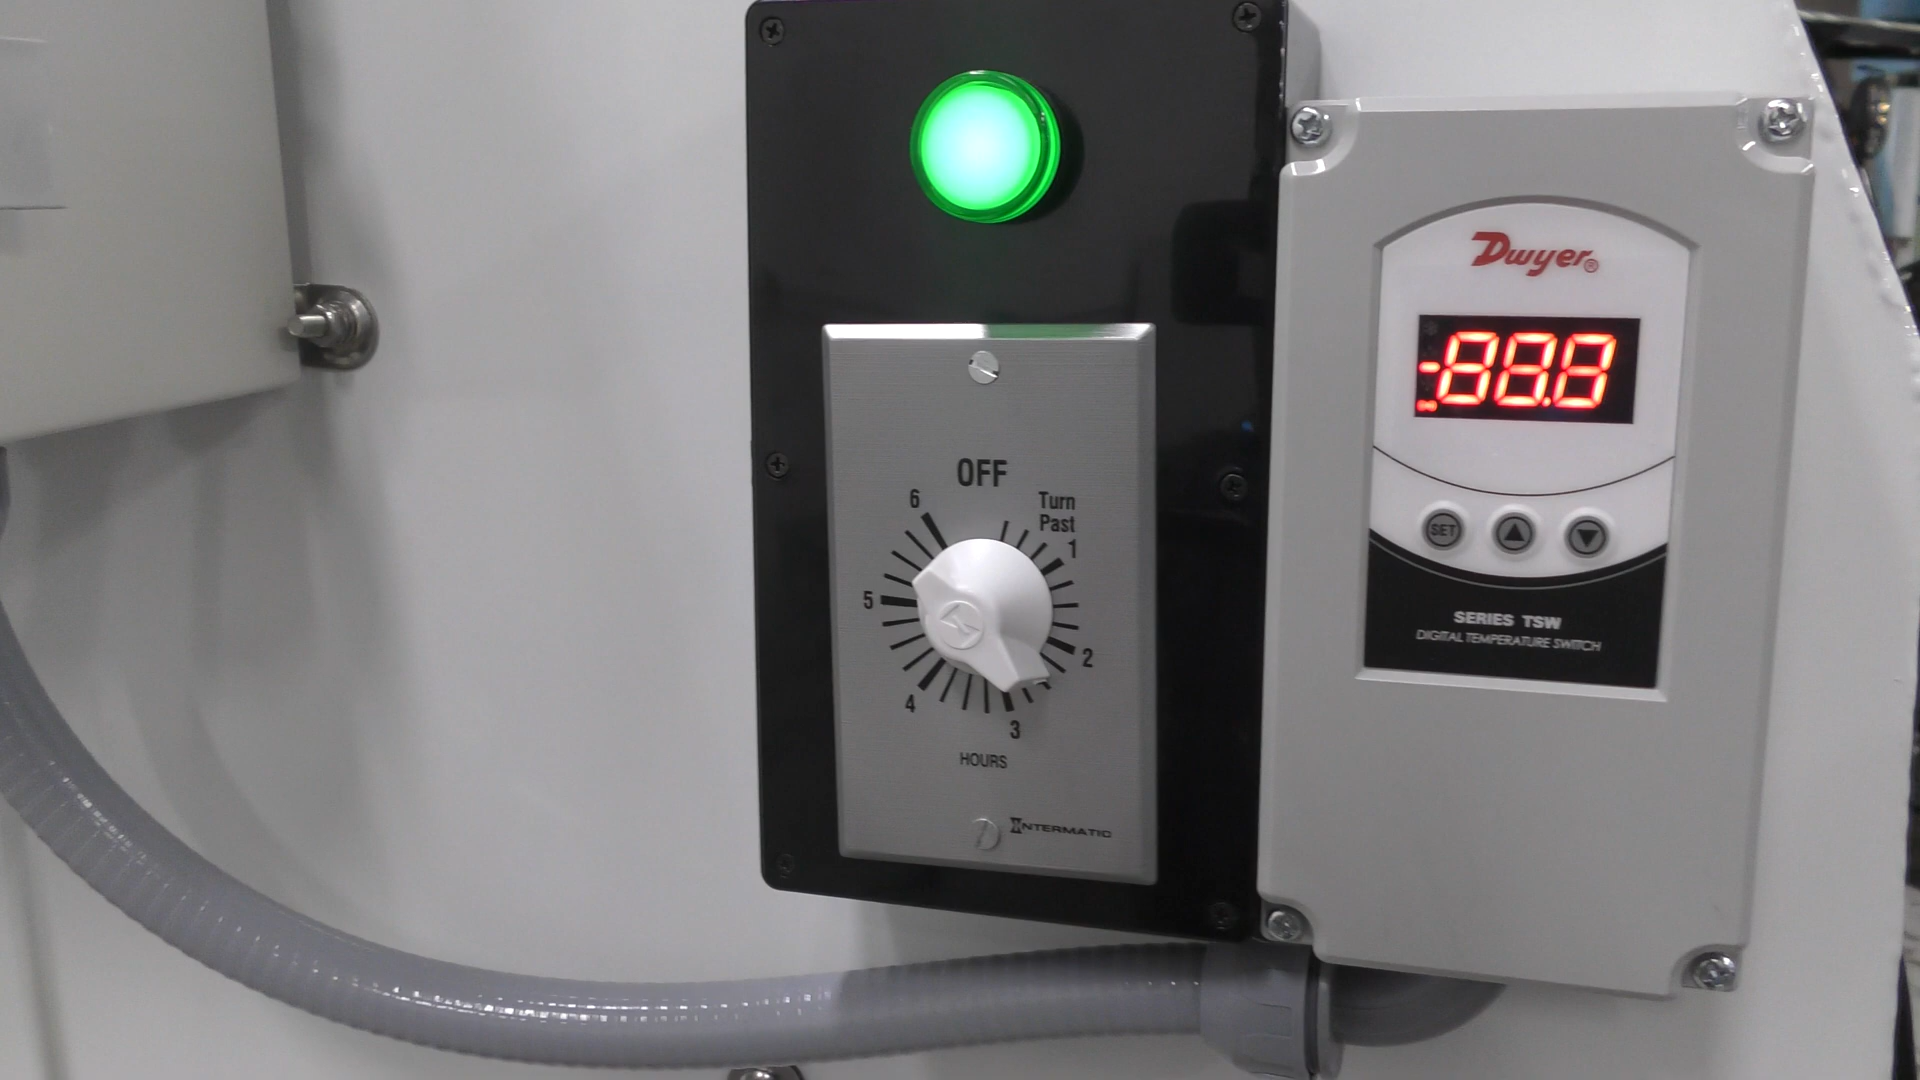 OFF
Turn
Past
6
1
5
2
4
3
HOURS
INTERMATIC
Dwyer®
-88.8
SET
SERIES TSW
DIGITAL TEMPERATURE SWITCH